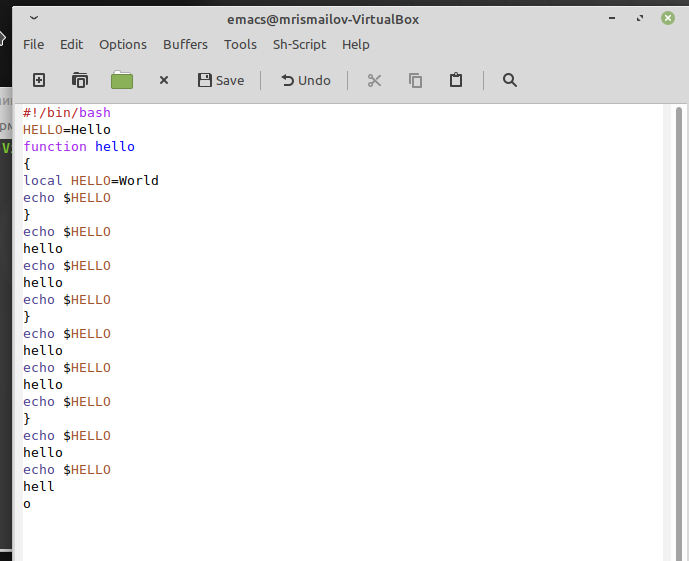 emacs@mrismailov-VirtualBox
File Edit Options Buffers Tools Sh-Script Help
Save Undo
#!/bin/bash
HELLO=Hello
function hello
{
local HELLO=World
echo $HELLO
}
echo $HELLO
hello
echo $HELLO
hello
echo $HELLO
}
echo $HELLO
hello
echo $HELLO
hello
echo $HELLO
}
echo $HELLO
hello
echo $HELLO
hell
o